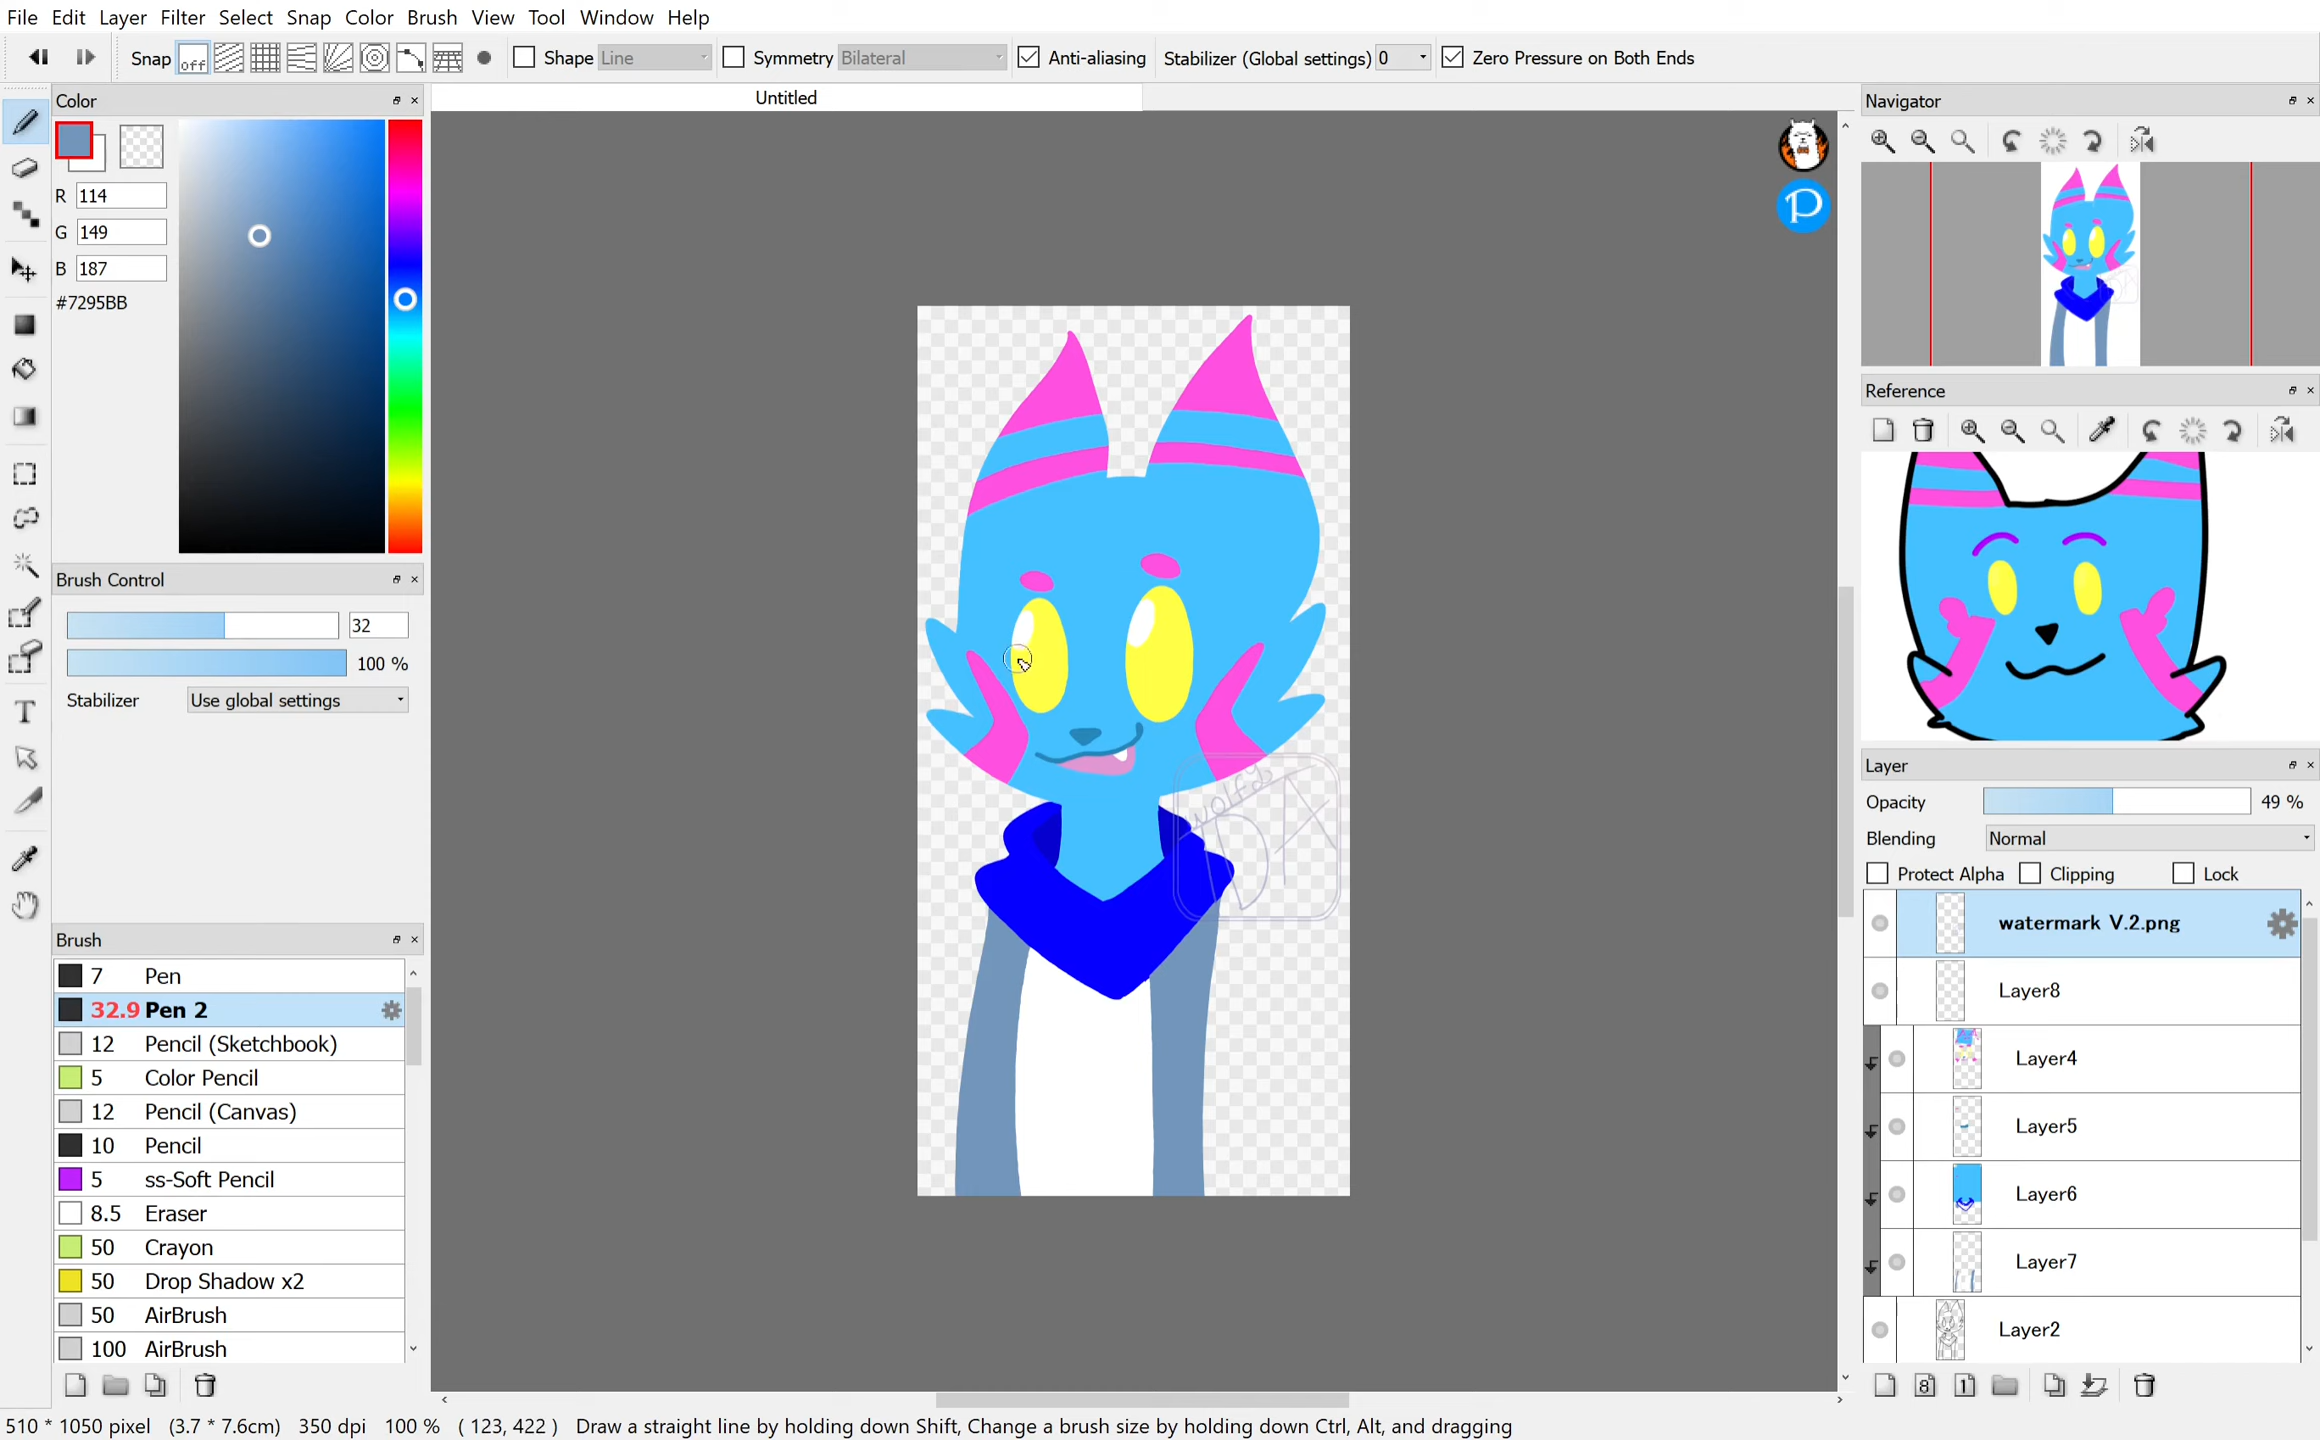 File Edit Layer Filter Select Snap Color Brush View Tool Window Help
Snap off Shape Line Symmetry Bilateral Anti-aliasing Stabilizer (Global settings) 0 Zero Pressure on Both Ends
Color
Untitled
Navigator
R 114
G 149
B 187
#7295BB
Reference
Brush Control
32
100 %
Stabilizer Use global settings
Wolfy
DA
Layer
Opacity 49 %
Blending Normal
Protect Alpha Clipping Lock
watermark V.2.png
Layer8
Layer4
Layer5
Layer6
Layer7
Layer2
Brush
7 Pen
32.9 Pen 2
12 Pencil (Sketchbook)
5 Color Pencil
12 Pencil (Canvas)
10 Pencil
5 ss-Soft Pencil
8.5 Eraser
50 Crayon
50 Drop Shadow x2
50 AirBrush
100 AirBrush
510 * 1050 pixel (3.7 * 7.6cm) 350 dpi 100 % ( 123, 422 ) Draw a straight line by holding down Shift, Change a brush size by holding down Ctrl, Alt, and dragging